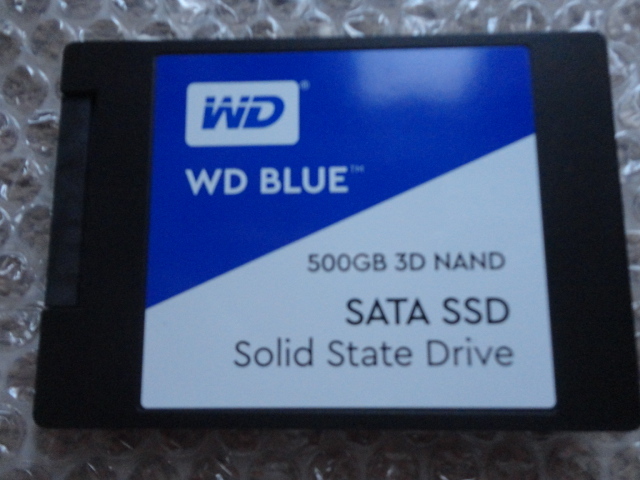 WD®
WD BLUE™
500GB 3D NAND
SATA SSD
Solid State Drive